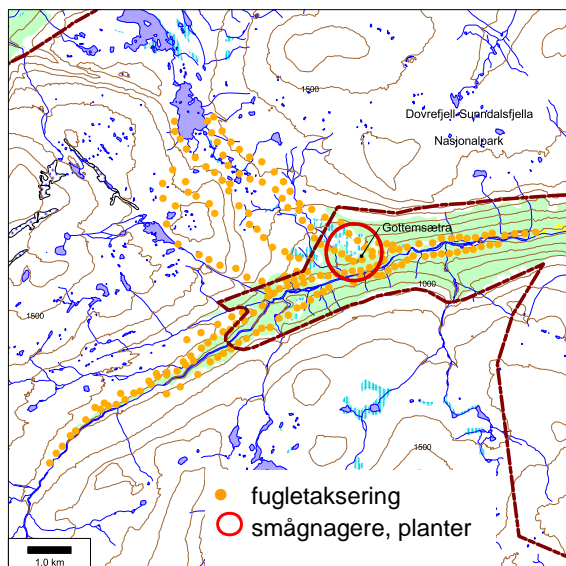 1500
Dovrefjell-Sunndalsfjella
Nasjonalpark
Gottemsætra
1000
1500
1500
fugletaksering
smågnagere, planter
1.0 km